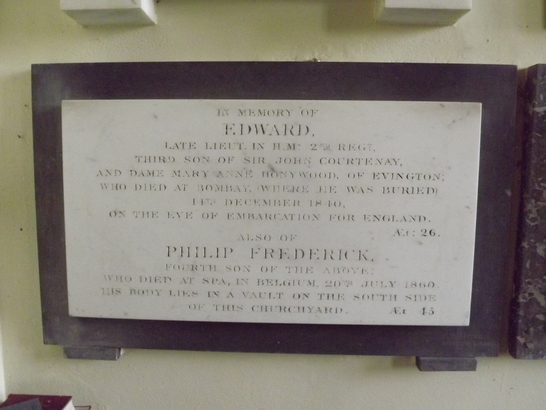 IN MEMORY OF
EDWARD,
LATE LIEUT. IN H.M'S 2ND REGT,
THIRD SON OF SIR JOHN COURTENAY,
AND DAME MARY ANNE HONYWOOD, OF EVINGTON;
WHO DIED AT BOMBAY, (WHERE HE WAS BURIED)
14TH DECEMBER 1840,
ON THE EVE OF EMBARCATION FOR ENGLAND.
Æt: 26.
ALSO OF
PHILIP FREDERICK,
FOURTH SON OF THE ABOVE;
WHO DIED AT SPA, IN BELGIUM, 20TH JULY 1860.
HIS BODY LIES IN A VAULT ON THE SOUTH SIDE
OF THIS CHURCHYARD. Æt 45